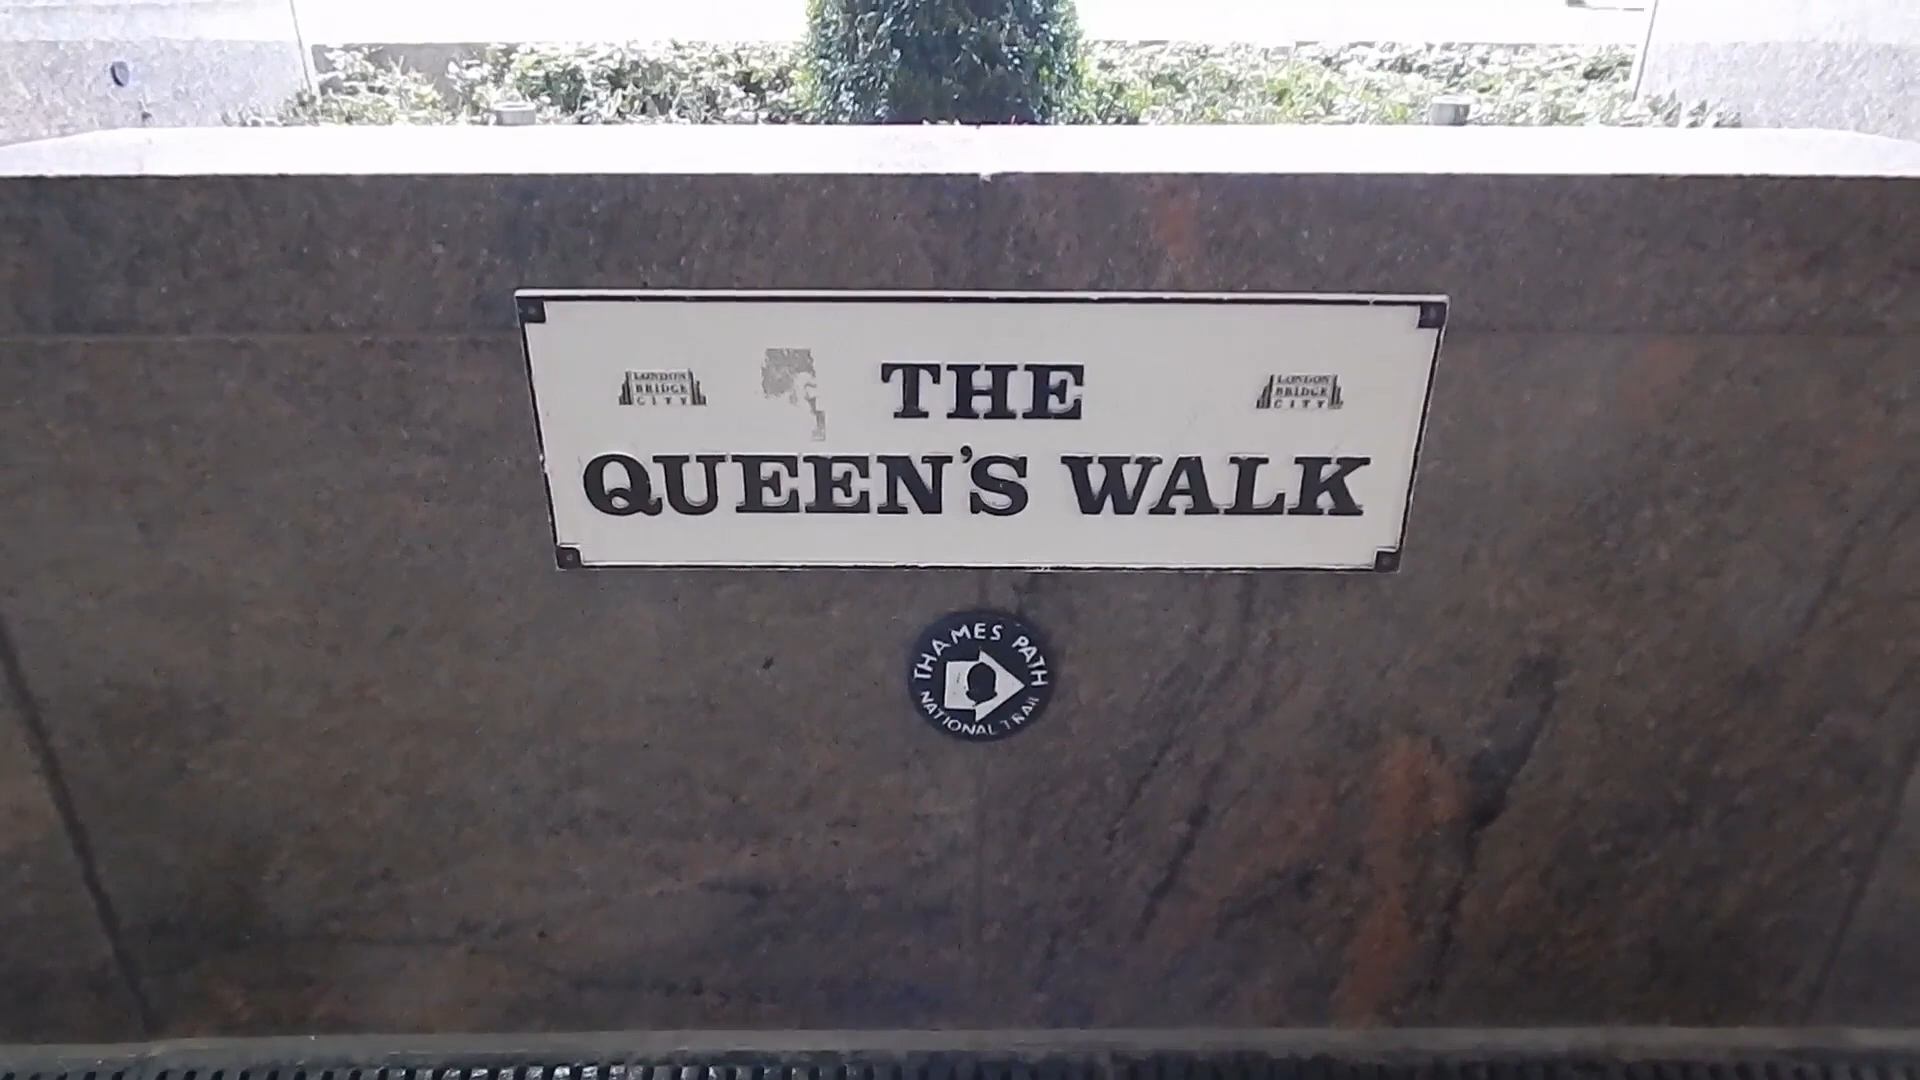 LONDON
BRIDGE
CITY
THE
LONDON
BRIDGE
CITY
QUEEN'S WALK
THAMES PATH
NATIONAL TRAIL